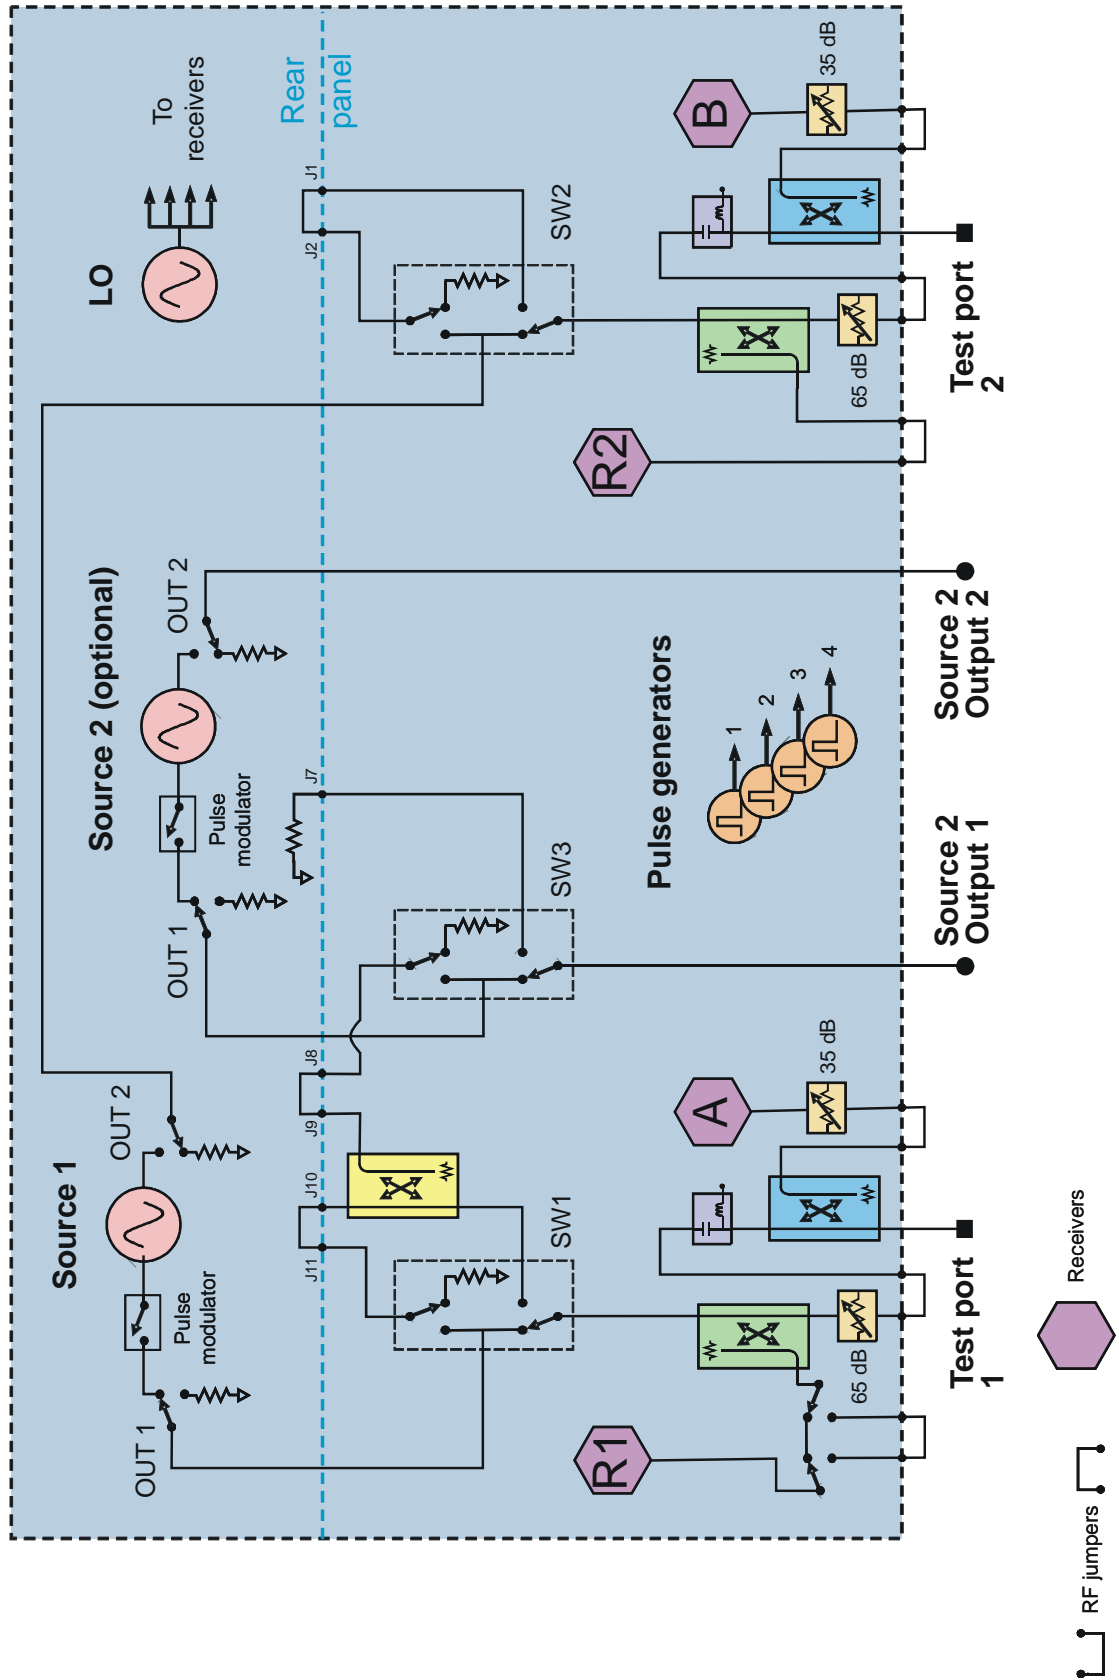 Source 1
OUT 1
Pulse
modulator
OUT 2
Source 2 (optional)
OUT 1
Pulse
modulator
OUT 2
LO
To
receivers
Rear
panel
J11
J10
J9
J8
J7
J2
J1
SW1
SW3
SW2
R1
A
R2
B
65 dB
35 dB
65 dB
35 dB
Pulse generators
1
2
3
4
Test port
1
Source 2
Output 1
Source 2
Output 2
Test port
2
RF jumpers
Receivers